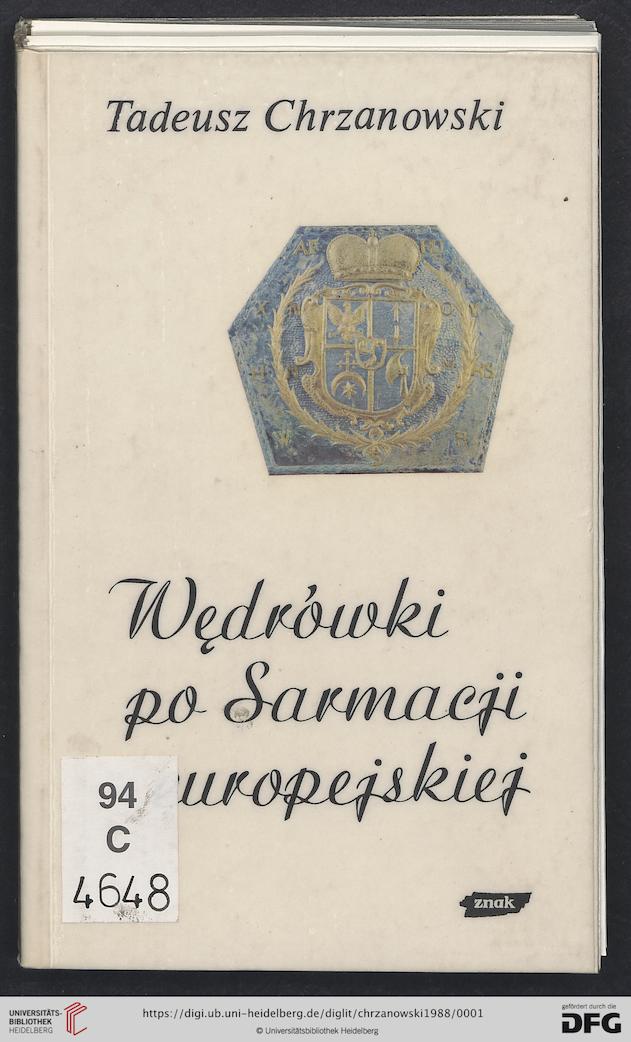 Tadeusz Chrzanowski
Wędrówki
po Sarmacji
europejskiej
94
C
4648
znak
UNIVERSITÄTS-
BIBLIOTHEK
HEIDELBERG
https://digi.ub.uni-heidelberg.de/diglit/chrzanowski1988/0001
© Universitätsbibliothek Heidelberg
gefördert durch die
DFG